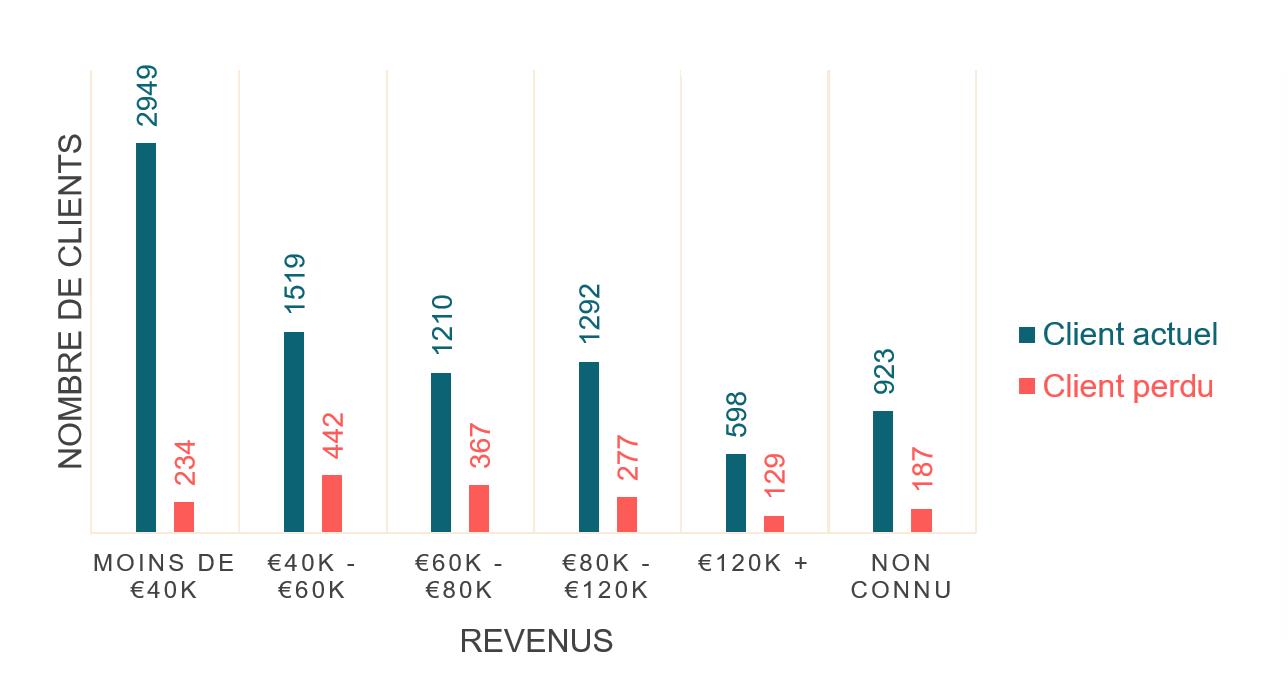 NOMBRE DE CLIENTS
2949
234
1519
442
1210
367
1292
277
598
129
923
187
MOINS DE
€40K
€40K -
€60K
€60K -
€80K
€80K -
€120K
€120K +
NON
CONNU
REVENUS
Client actuel
Client perdu